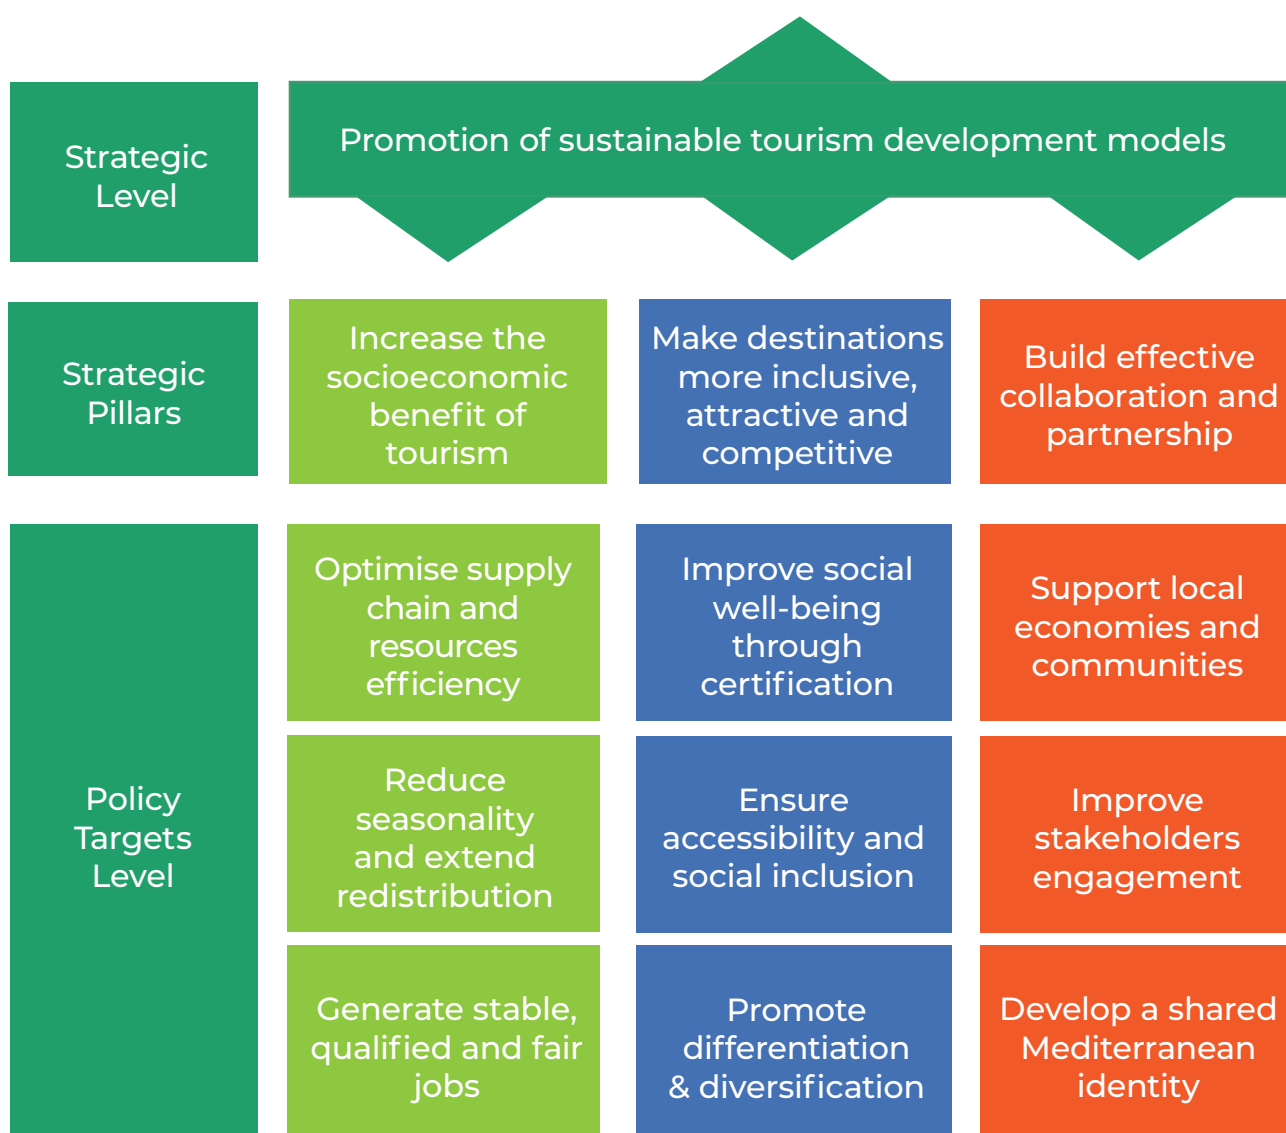 Strategic
Level
Promotion of sustainable tourism development models
Strategic
Pillars
Increase the
socioeconomic
benefit of
tourism
Make destinations
more inclusive,
attractive and
competitive
Build effective
collaboration and
partnership
Policy
Targets
Level
Optimise supply
chain and
resources
efficiency
Improve social
well-being
through
certification
Support local
economies and
communities
Reduce
seasonality
and extend
redistribution
Ensure
accessibility and
social inclusion
Improve
stakeholders
engagement
Generate stable,
qualified and fair
jobs
Promote
differentiation
& diversification
Develop a shared
Mediterranean
identity